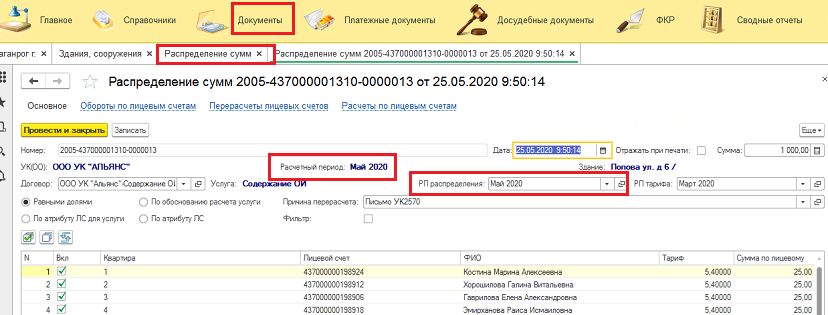 Главное Справочники Документы Платежные документы Досудебные документы ФКР Сводные отчеты
аганрог г. × Здания, сооружения × Распределение сумм × Распределение сумм 2005-437000001310-0000013 от 25.05.2020 9:50:14 ×
Распределение сумм 2005-437000001310-0000013 от 25.05.2020 9:50:14
Основное Обороты по лицевым счетам Перерасчеты лицевых счетов Расчеты по лицевым счетам
Провести и закрыть Записать Еще
Номер: 2005-437000001310-0000013 Дата: 25.05.2020 9:50:14 Отражать при печати: Сумма: 1 000,00
УК(ОО): ООО УК "АЛЬЯНС" Расчетный период: Май 2020 Здание: Попова ул. д 6 /
Договор: ООО УК "Альянс"-Содержание ОИ Услуга: Содержание ОИ РП распределения: Май 2020 РП тарифа: Март 2020
Равными долями По обоснованию расчета услуги Причина перерасчета: Письмо УК2570
По атрибуту ЛС для услуги По атрибуту ЛС Фильтр:
N Вкл Квартира Лицевой счет ФИО Тариф Сумма по лицевому
1 1 437000000198924 Костина Марина Алексеевна 5,40000 25,00
2 2 437000000198912 Хорошилова Галина Витальевна 5,40000 25,00
3 3 437000000198906 Гаврилова Елена Александровна 5,40000 25,00
4 4 437000000198918 Эмирханова Раиса Исмаиловна 5,40000 25,00